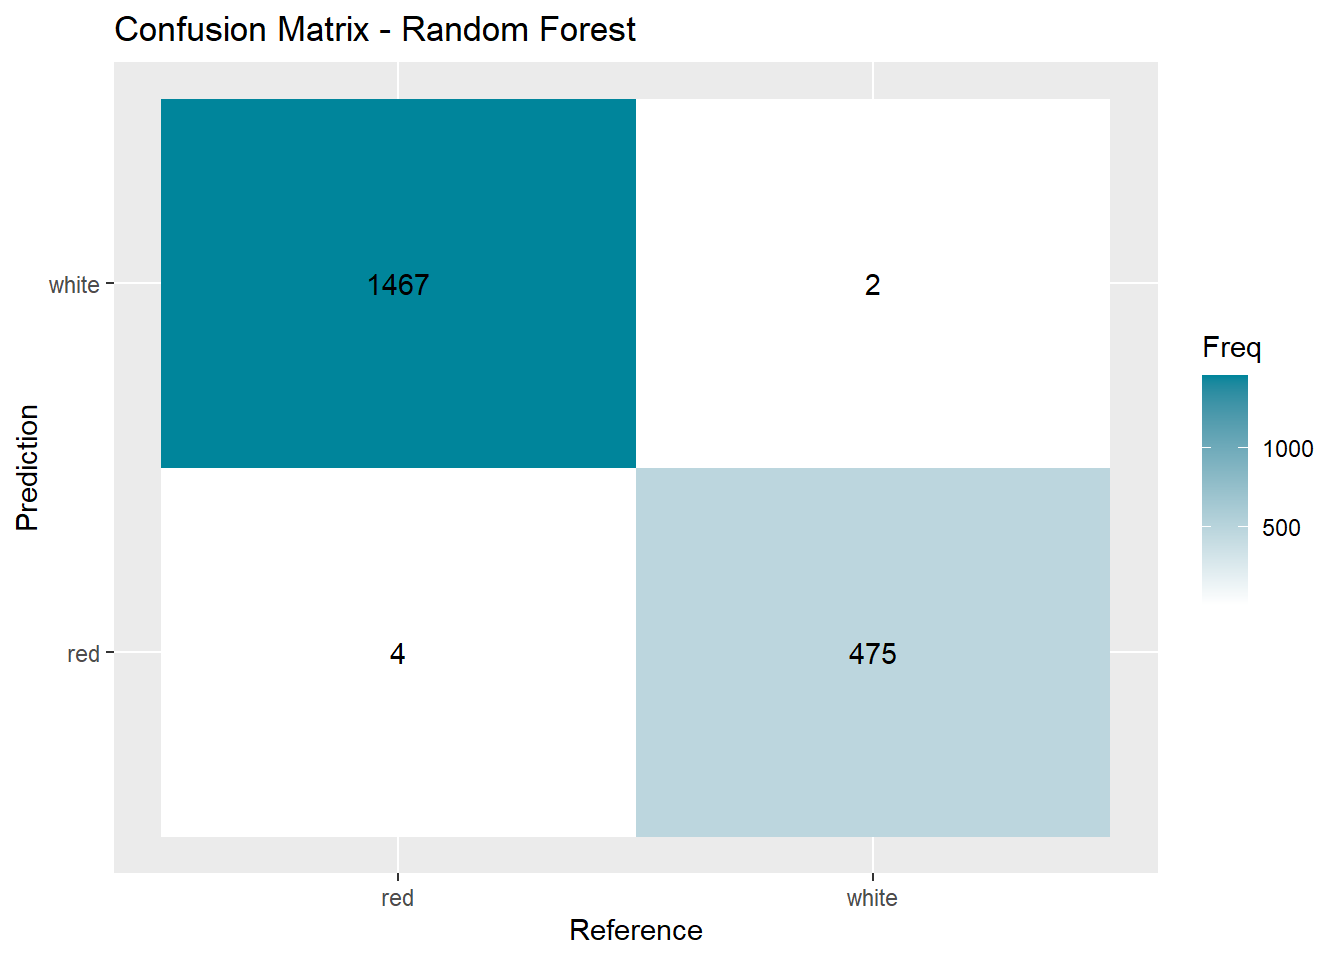 Confusion Matrix - Random Forest
Prediction
white
1467
2
red
4
475
red
white
Reference
Freq
1000
500